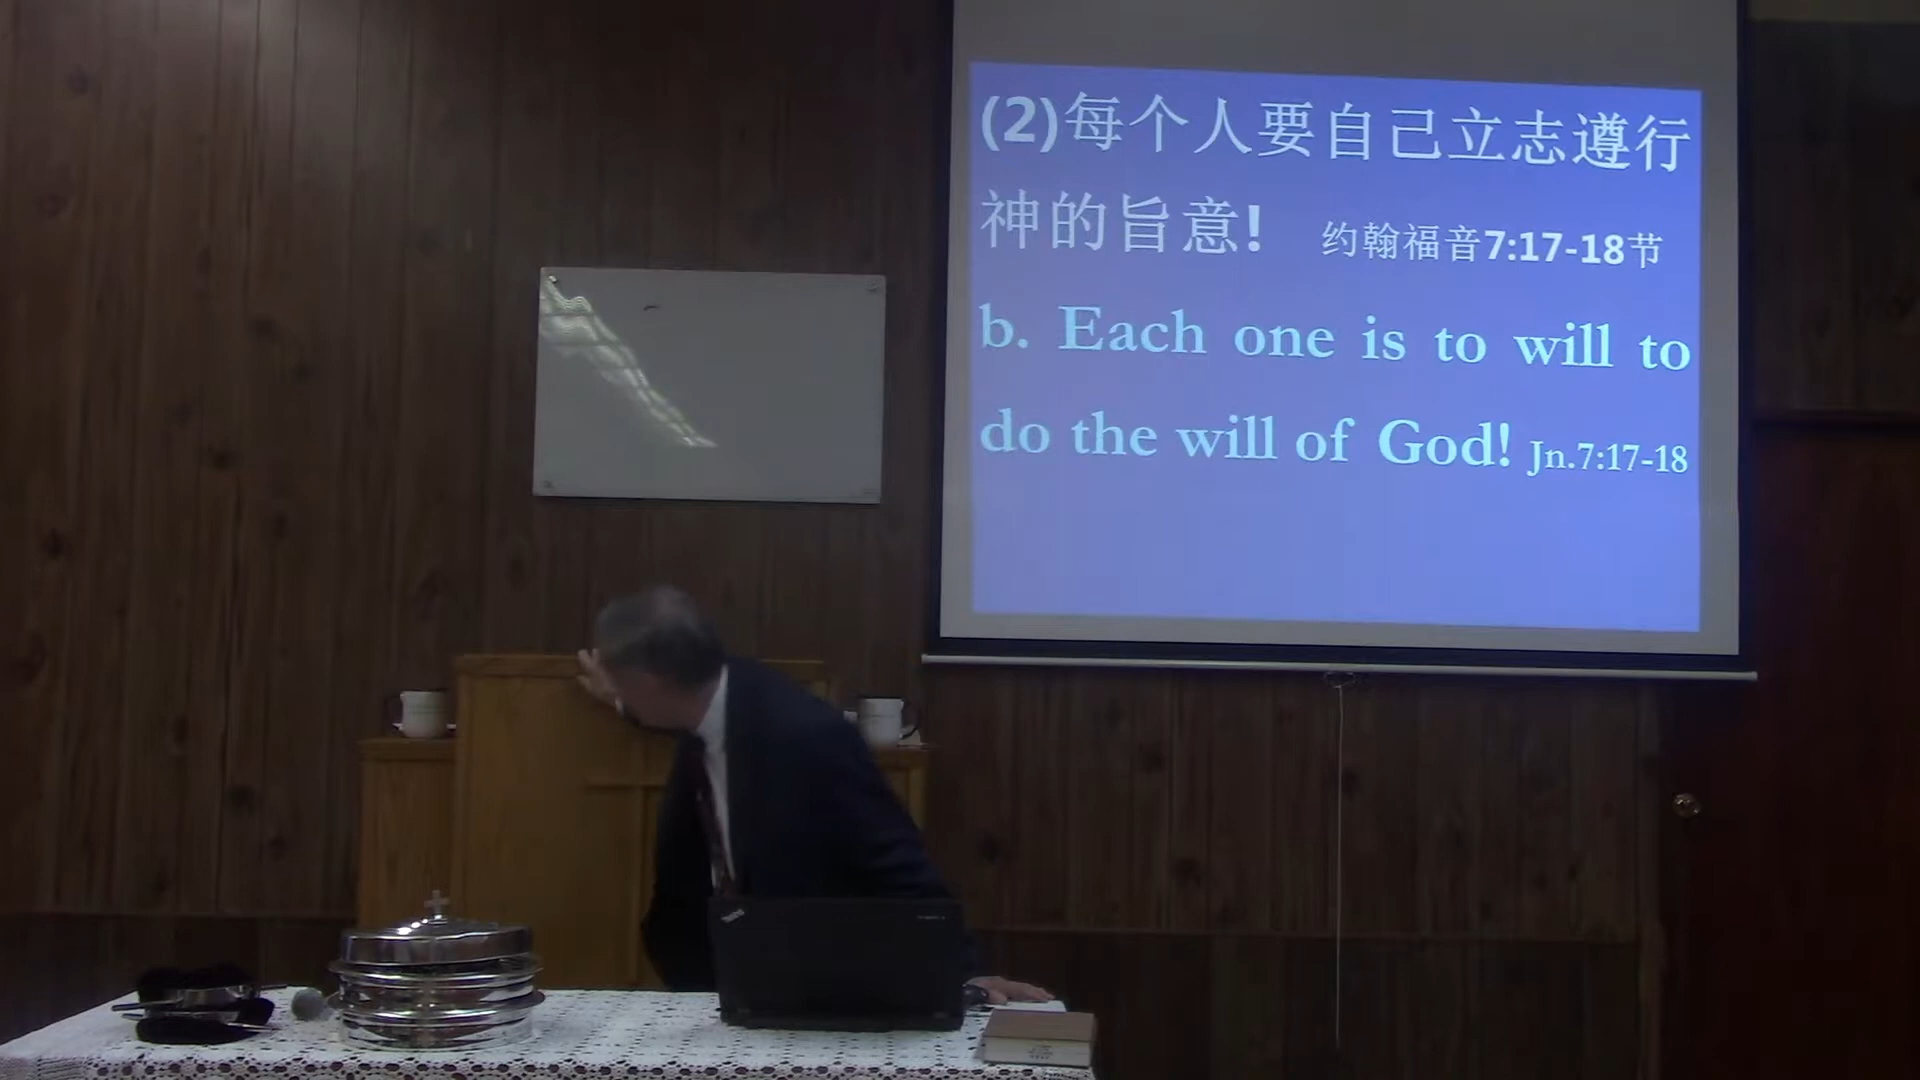 (2)每个人要自己立志遵行
神的旨意! 约翰福音7:17-18节
b. Each one is to will to
do the will of God! Jn.7:17-18